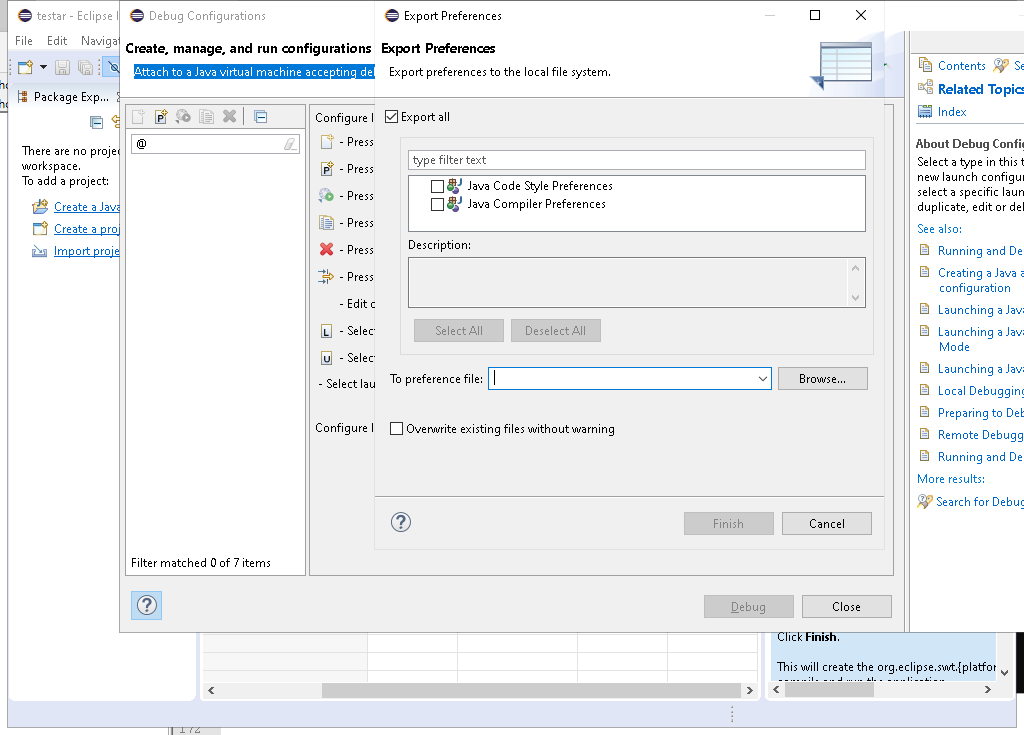 testar - Eclipse I
File Edit Naviga
Package Exp...
There are no proje
workspace.
To add a project:
Create a Java
Create a proj
Import proje
Debug Configurations
Create, manage, and run configurations
Attach to a Java virtual machine accepting de
@
Filter matched 0 of 7 items
Configure l
- Press
- Press
- Press
- Press
- Press
- Press
- Edit c
L - Selec
U - Selec
- Select lau
Configure l
Debug
Close
Export Preferences
Export Preferences
Export preferences to the local file system.
Export all
type filter text
Java Code Style Preferences
Java Compiler Preferences
Description:
Select All
Deselect All
To preference file:
Browse...
Overwrite existing files without warning
Finish
Cancel
Contents Se
Related Topics
Index
About Debug Config
Select a type in this t
new launch configur
select a specific laun
duplicate, edit or del
See also:
Running and De
Creating a Java a
configuration
Launching a Java
Launching a Java
Mode
Launching a Java
Local Debugging
Preparing to Deb
Remote Debugg
Running and De
More results:
Search for Debug
Click Finish.
This will create the org.eclipse.swt.{platfor
172